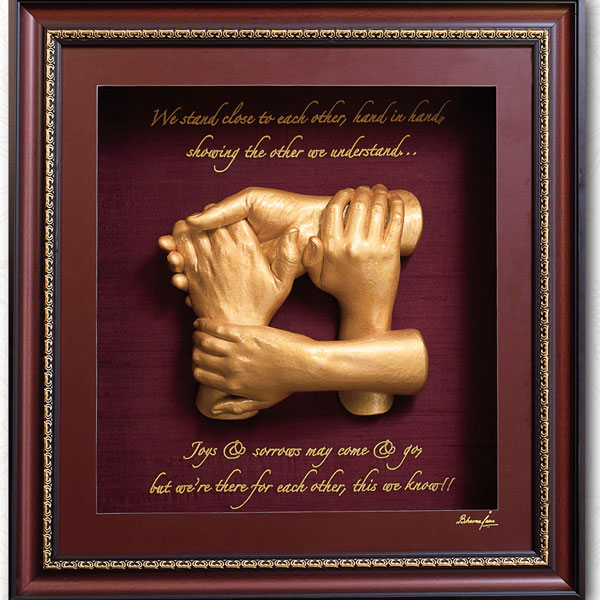 We stand close to each other, hand in hand,
showing the other we understand...
Joys & sorrows may come & go,
but we're there for each other, this we know!!